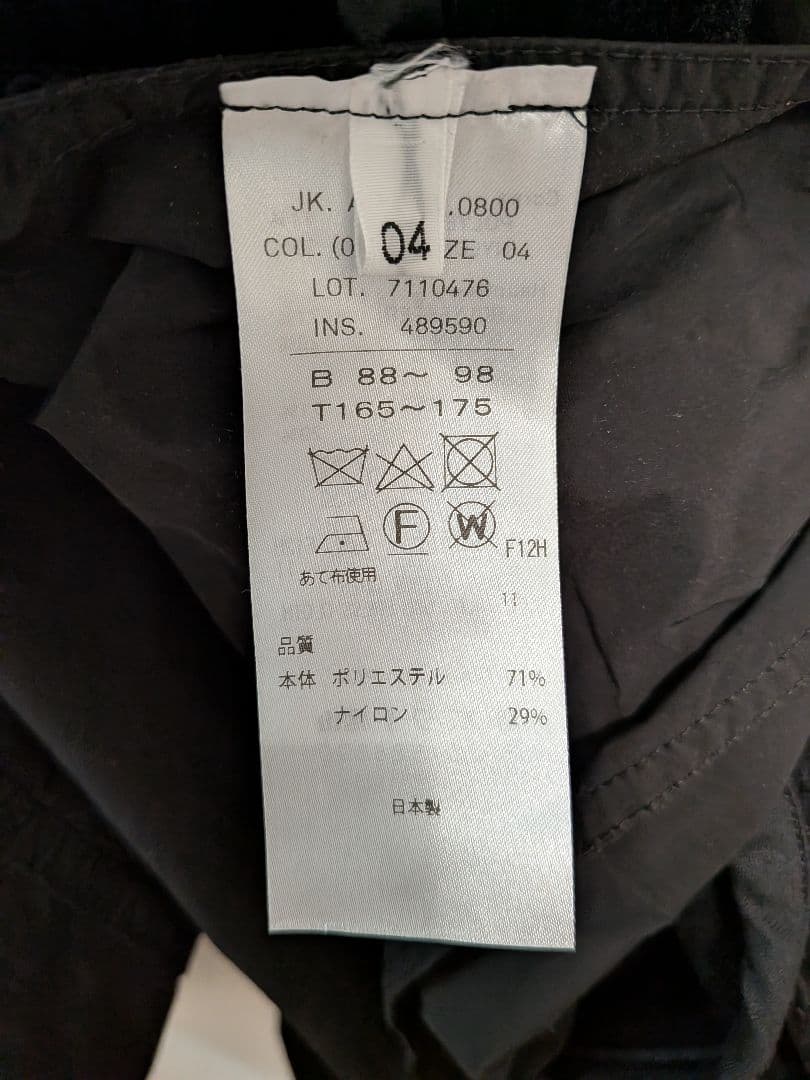 JK. .0800
COL. (0 04 ZE 04
LOT. 7110476
INS. 489590
B 88～ 98
T165～175
F W F12H
あて布使用
11
品質
本体 ポリエステル 71%
ナイロン 29%
日本製